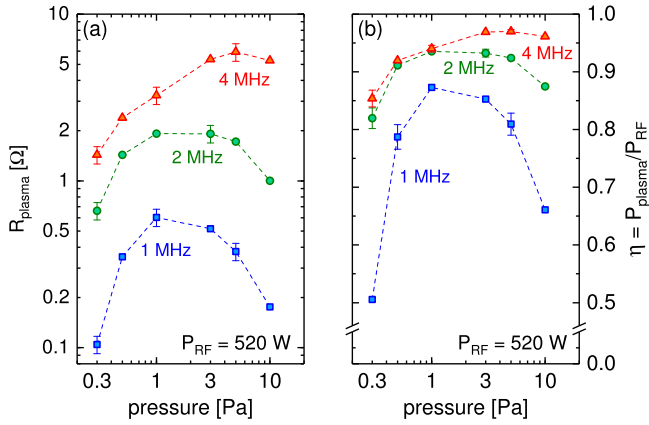 (a)
10
5
2
1
0.5
0.2
0.1
R_plasma [Ω]
4 MHz
2 MHz
1 MHz
P_RF = 520 W
0.3
1
3
10
pressure [Pa]
(b)
1.0
0.9
0.8
0.7
0.6
0.5
0.0
η = P_plasma/P_RF
4 MHz
2 MHz
1 MHz
P_RF = 520 W
0.3
1
3
10
pressure [Pa]